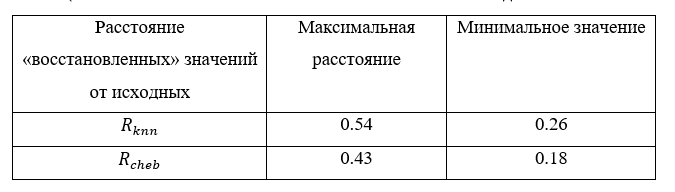 Расстояние
«восстановленных» значений
от исходных
Максимальная
расстояние
Минимальное значение
R_knn
0.54
0.26
R_cheb
0.43
0.18